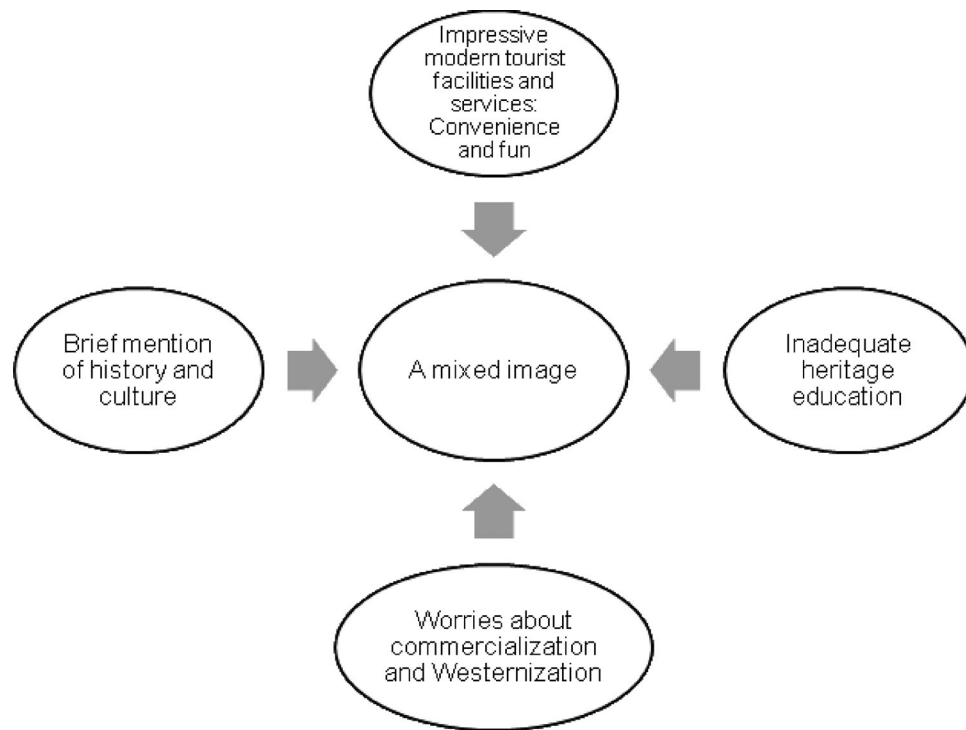 Impressive
modern tourist
facilities and
services:
Convenience
and fun
Brief mention
of history and
culture
A mixed image
Inadequate
heritage
education
Worries about
commercialization
and Westernization